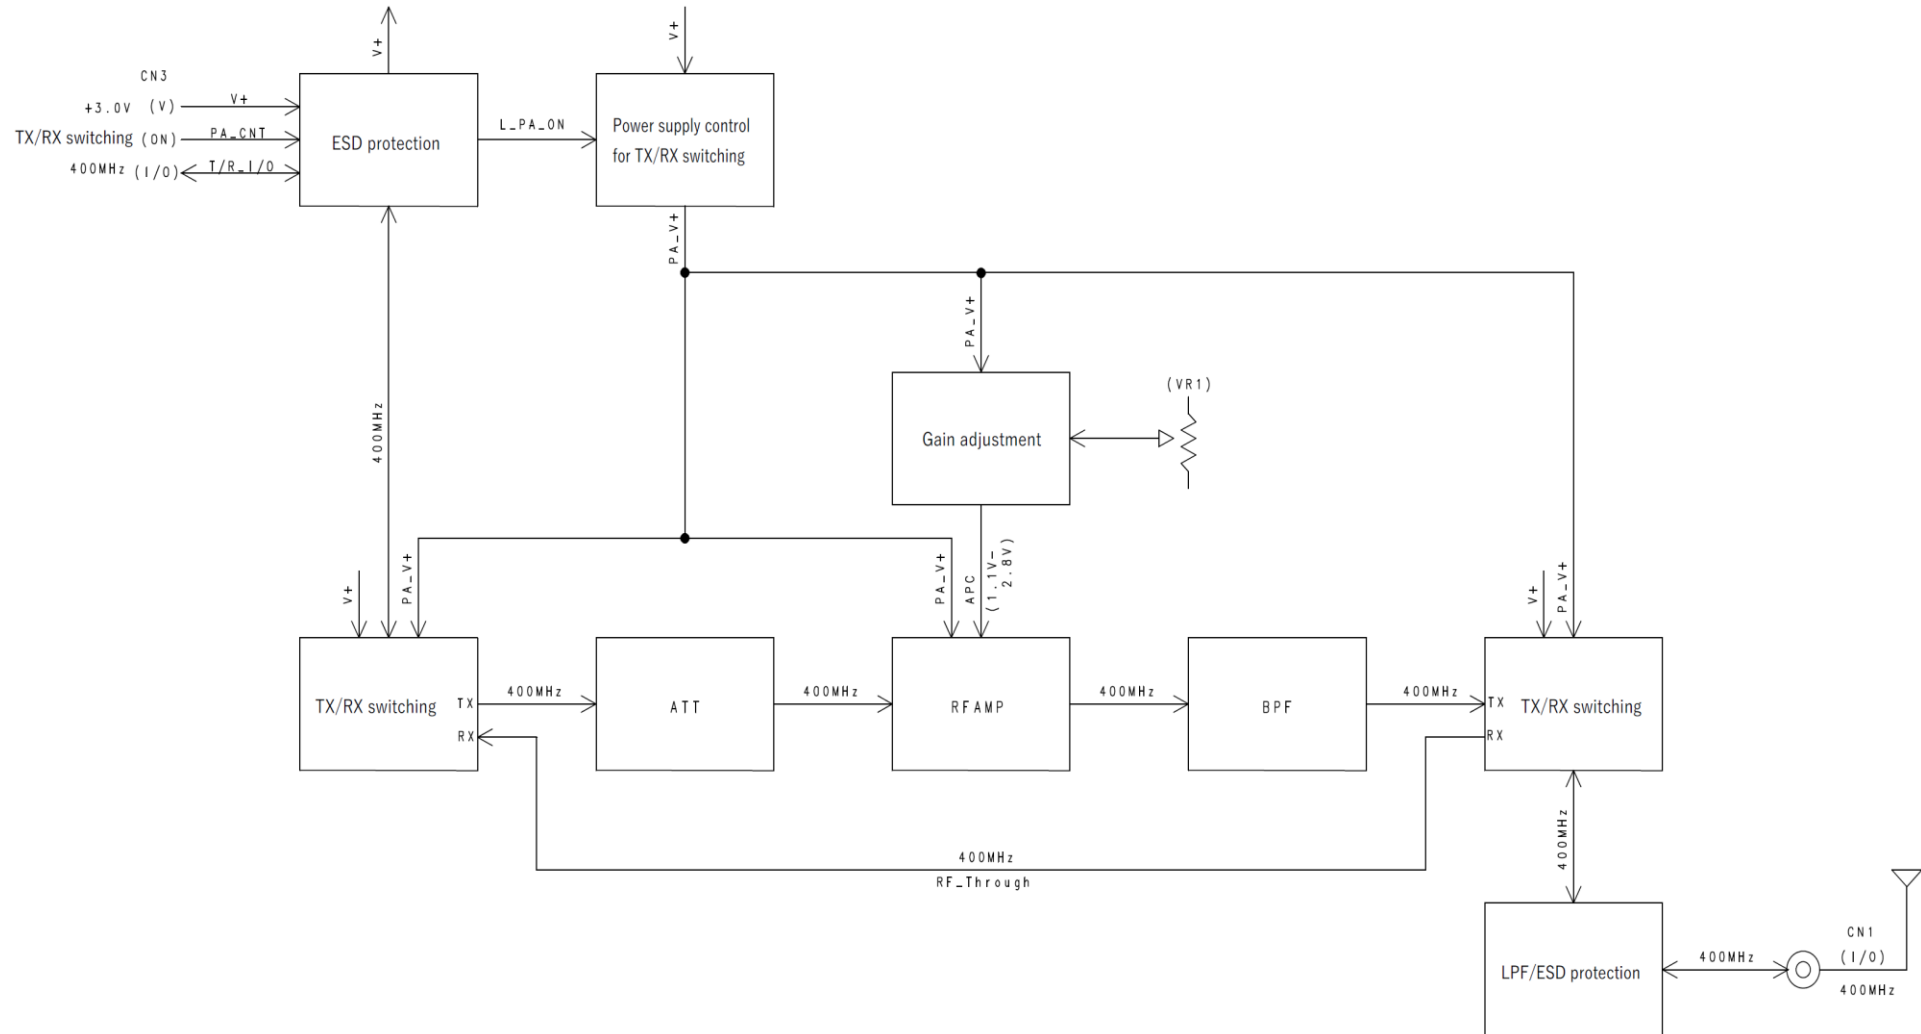 V+
V+
CN3
+3.0V (V)
V+
TX/RX switching (ON)
PA_CNT
400MHz (I/O)
T/R_I/O
ESD protection
L_PA_ON
Power supply control
for TX/RX switching
PA_V+
PA_V+
400MHz
Gain adjustment
(VR1)
V+
PA_V+
PA_V+
APC
(1.1V-
2.8V)
V+
PA_V+
TX/RX switching
TX
RX
400MHz
ATT
400MHz
RFAMP
400MHz
BPF
400MHz
TX
RX
TX/RX switching
400MHz
RF_Through
400MHz
LPF/ESD protection
400MHz
CN1
(I/O)
400MHz